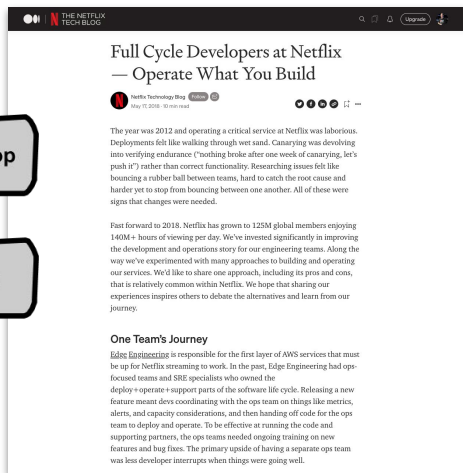 THE NETFLIX
TECH BLOG
Upgrade
Full Cycle Developers at Netflix
— Operate What You Build
Netflix Technology Blog Follow
May 17, 2018 · 10 min read
The year was 2012 and operating a critical service at Netflix was laborious.
Deployments felt like walking through wet sand. Canarying was devolving
into verifying endurance (“nothing broke after one week of canarying, let’s
push it”) rather than correct functionality. Researching issues felt like
bouncing a rubber ball between teams, hard to catch the root cause and
harder yet to stop from bouncing between one another. All of these were
signs that changes were needed.
op
Fast forward to 2018. Netflix has grown to 125M global members enjoying
140M+ hours of viewing per day. We’ve invested significantly in improving
the development and operations story for our engineering teams. Along the
way we’ve experimented with many approaches to building and operating
our services. We’d like to share one approach, including its pros and cons,
that is relatively common within Netflix. We hope that sharing our
experiences inspires others to debate the alternatives and learn from our
journey.
One Team’s Journey
Edge Engineering is responsible for the first layer of AWS services that must
be up for Netflix streaming to work. In the past, Edge Engineering had ops-
focused teams and SRE specialists who owned the
deploy+operate+support parts of the software life cycle. Releasing a new
feature meant devs coordinating with the ops team on things like metrics,
alerts, and capacity considerations, and then handing off code for the ops
team to deploy and operate. To be effective at running the code and
supporting partners, the ops teams needed ongoing training on new
features and bug fixes. The primary upside of having a separate ops team
was less developer interrupts when things were going well.